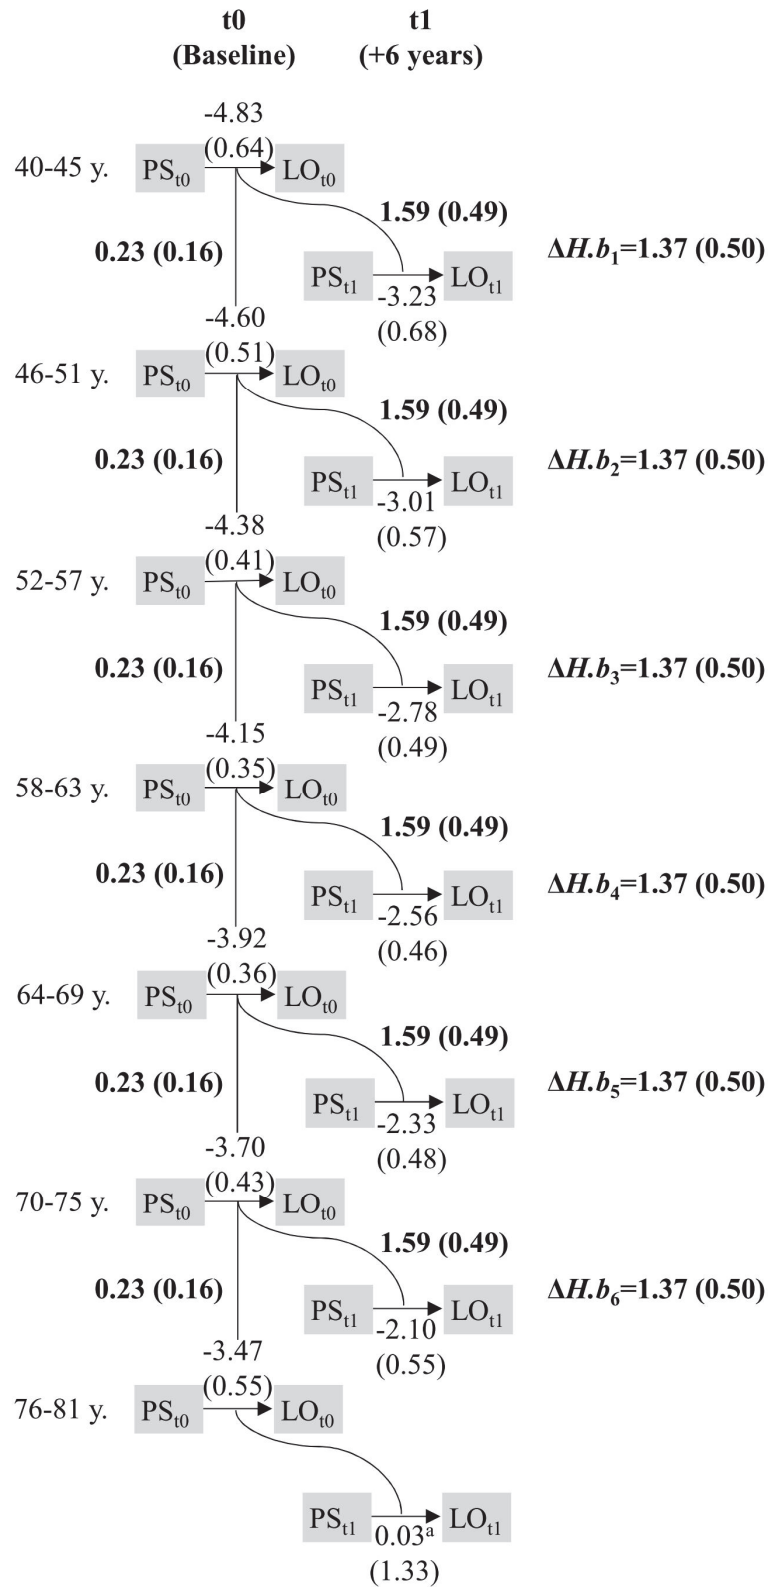 t0 t1
(Baseline) (+6 years)
-4.83
(0.64)
40-45 y. PSt0 LOt0
1.59 (0.49)
0.23 (0.16) ΔH.b1=1.37 (0.50)
PSt1 LOt1
-3.23
(0.68)
-4.60
(0.51)
46-51 y. PSt0 LOt0
1.59 (0.49)
0.23 (0.16) ΔH.b2=1.37 (0.50)
PSt1 LOt1
-3.01
(0.57)
-4.38
(0.41)
52-57 y. PSt0 LOt0
1.59 (0.49)
0.23 (0.16) ΔH.b3=1.37 (0.50)
PSt1 LOt1
-2.78
(0.49)
-4.15
(0.35)
58-63 y. PSt0 LOt0
1.59 (0.49)
0.23 (0.16) ΔH.b4=1.37 (0.50)
PSt1 LOt1
-2.56
(0.46)
-3.92
(0.36)
64-69 y. PSt0 LOt0
1.59 (0.49)
0.23 (0.16) ΔH.b5=1.37 (0.50)
PSt1 LOt1
-2.33
(0.48)
-3.70
(0.43)
70-75 y. PSt0 LOt0
1.59 (0.49)
0.23 (0.16) ΔH.b6=1.37 (0.50)
PSt1 LOt1
-2.10
(0.55)
-3.47
(0.55)
76-81 y. PSt0 LOt0
PSt1 LOt1
0.03a
(1.33)